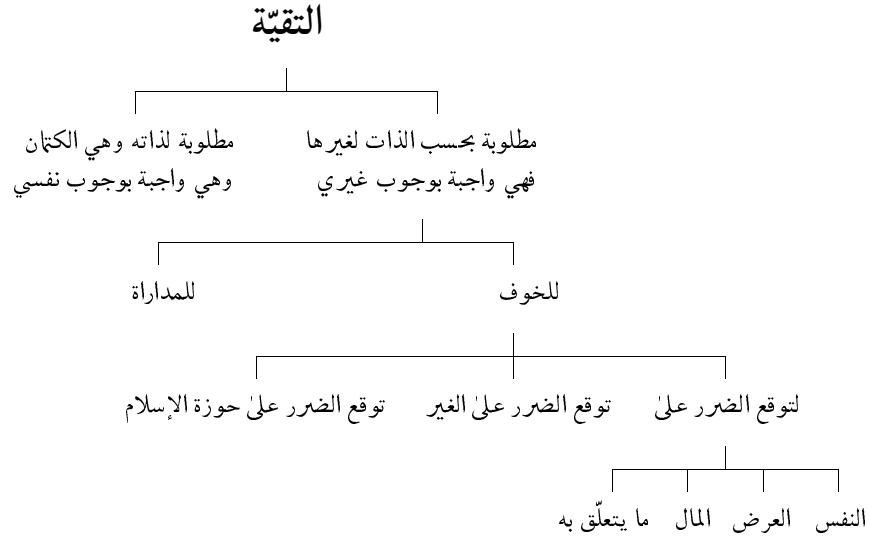 التقيّة
مطلوبة بحسب الذات لغيرها
فهي واجبة بوجوب غيري
مطلوبة لذاته وهي الكتمان
وهي واجبة بوجوب نفسي
للخوف
للمداراة
لتوقع الضرر علىٰ
توقع الضرر علىٰ الغير
توقع الضرر علىٰ حوزة الإسلام
النفس
العرض
المال
ما يتعلّق به